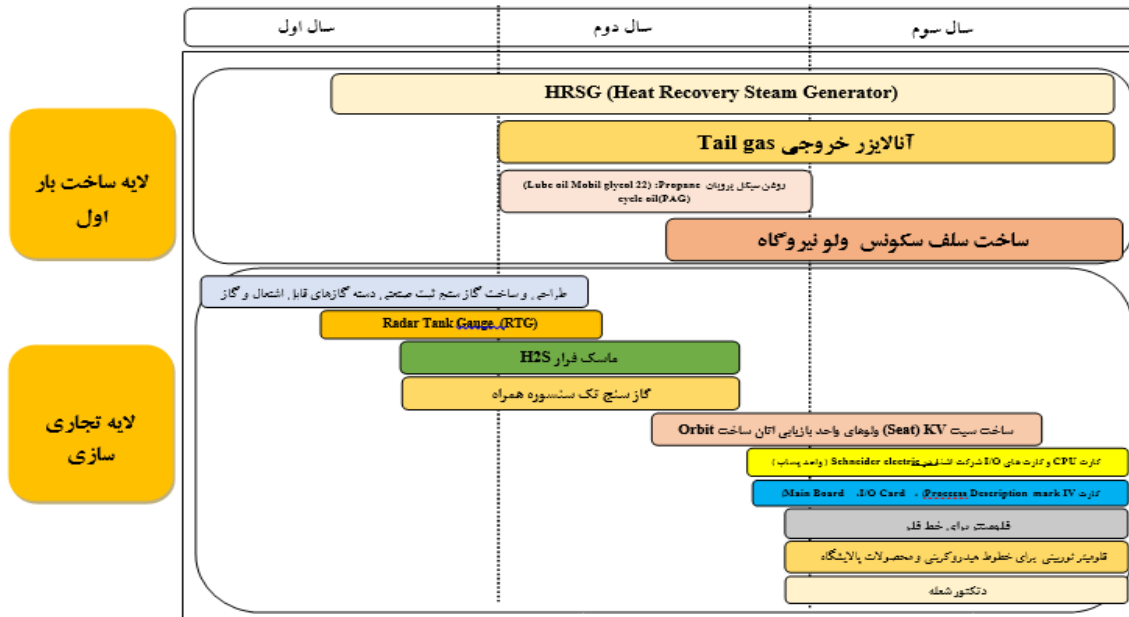 سال اول
سال دوم
سال سوم
لایه ساخت بار
اول
HRSG (Heat Recovery Steam Generator)
آنالایزر خروجی Tail gas
روغن سیکل پروپان Propane: (Lube oil Mobil glycol 22)
cycle oil(PAG)
ساخت سلف سکونس ولو نیروگاه
لایه تجاری
سازی
طراحی و ساخت گاز سنج ثبت صنعتی دسته گازهای قابل اشتعال و گاز
Radar Tank Gauge (RTG)
ماسک فرار H2S
گاز سنج تک سنسوره همراه
ساخت سیت KV (Seat) ولوهای واحد بازیابی اتان ساخت Orbit
کارت CPU و کارت های I/O شرکت اشنایدر Schneider electric (واحد پساب)
کارت Main Board ، I/O Card ، (Proccess Description mark IV)
فلومیتر برای خط فلر
فلومیتر توربینی برای خطوط هیدروکربنی و محصولات پالایشگاه
دتکتور شعله